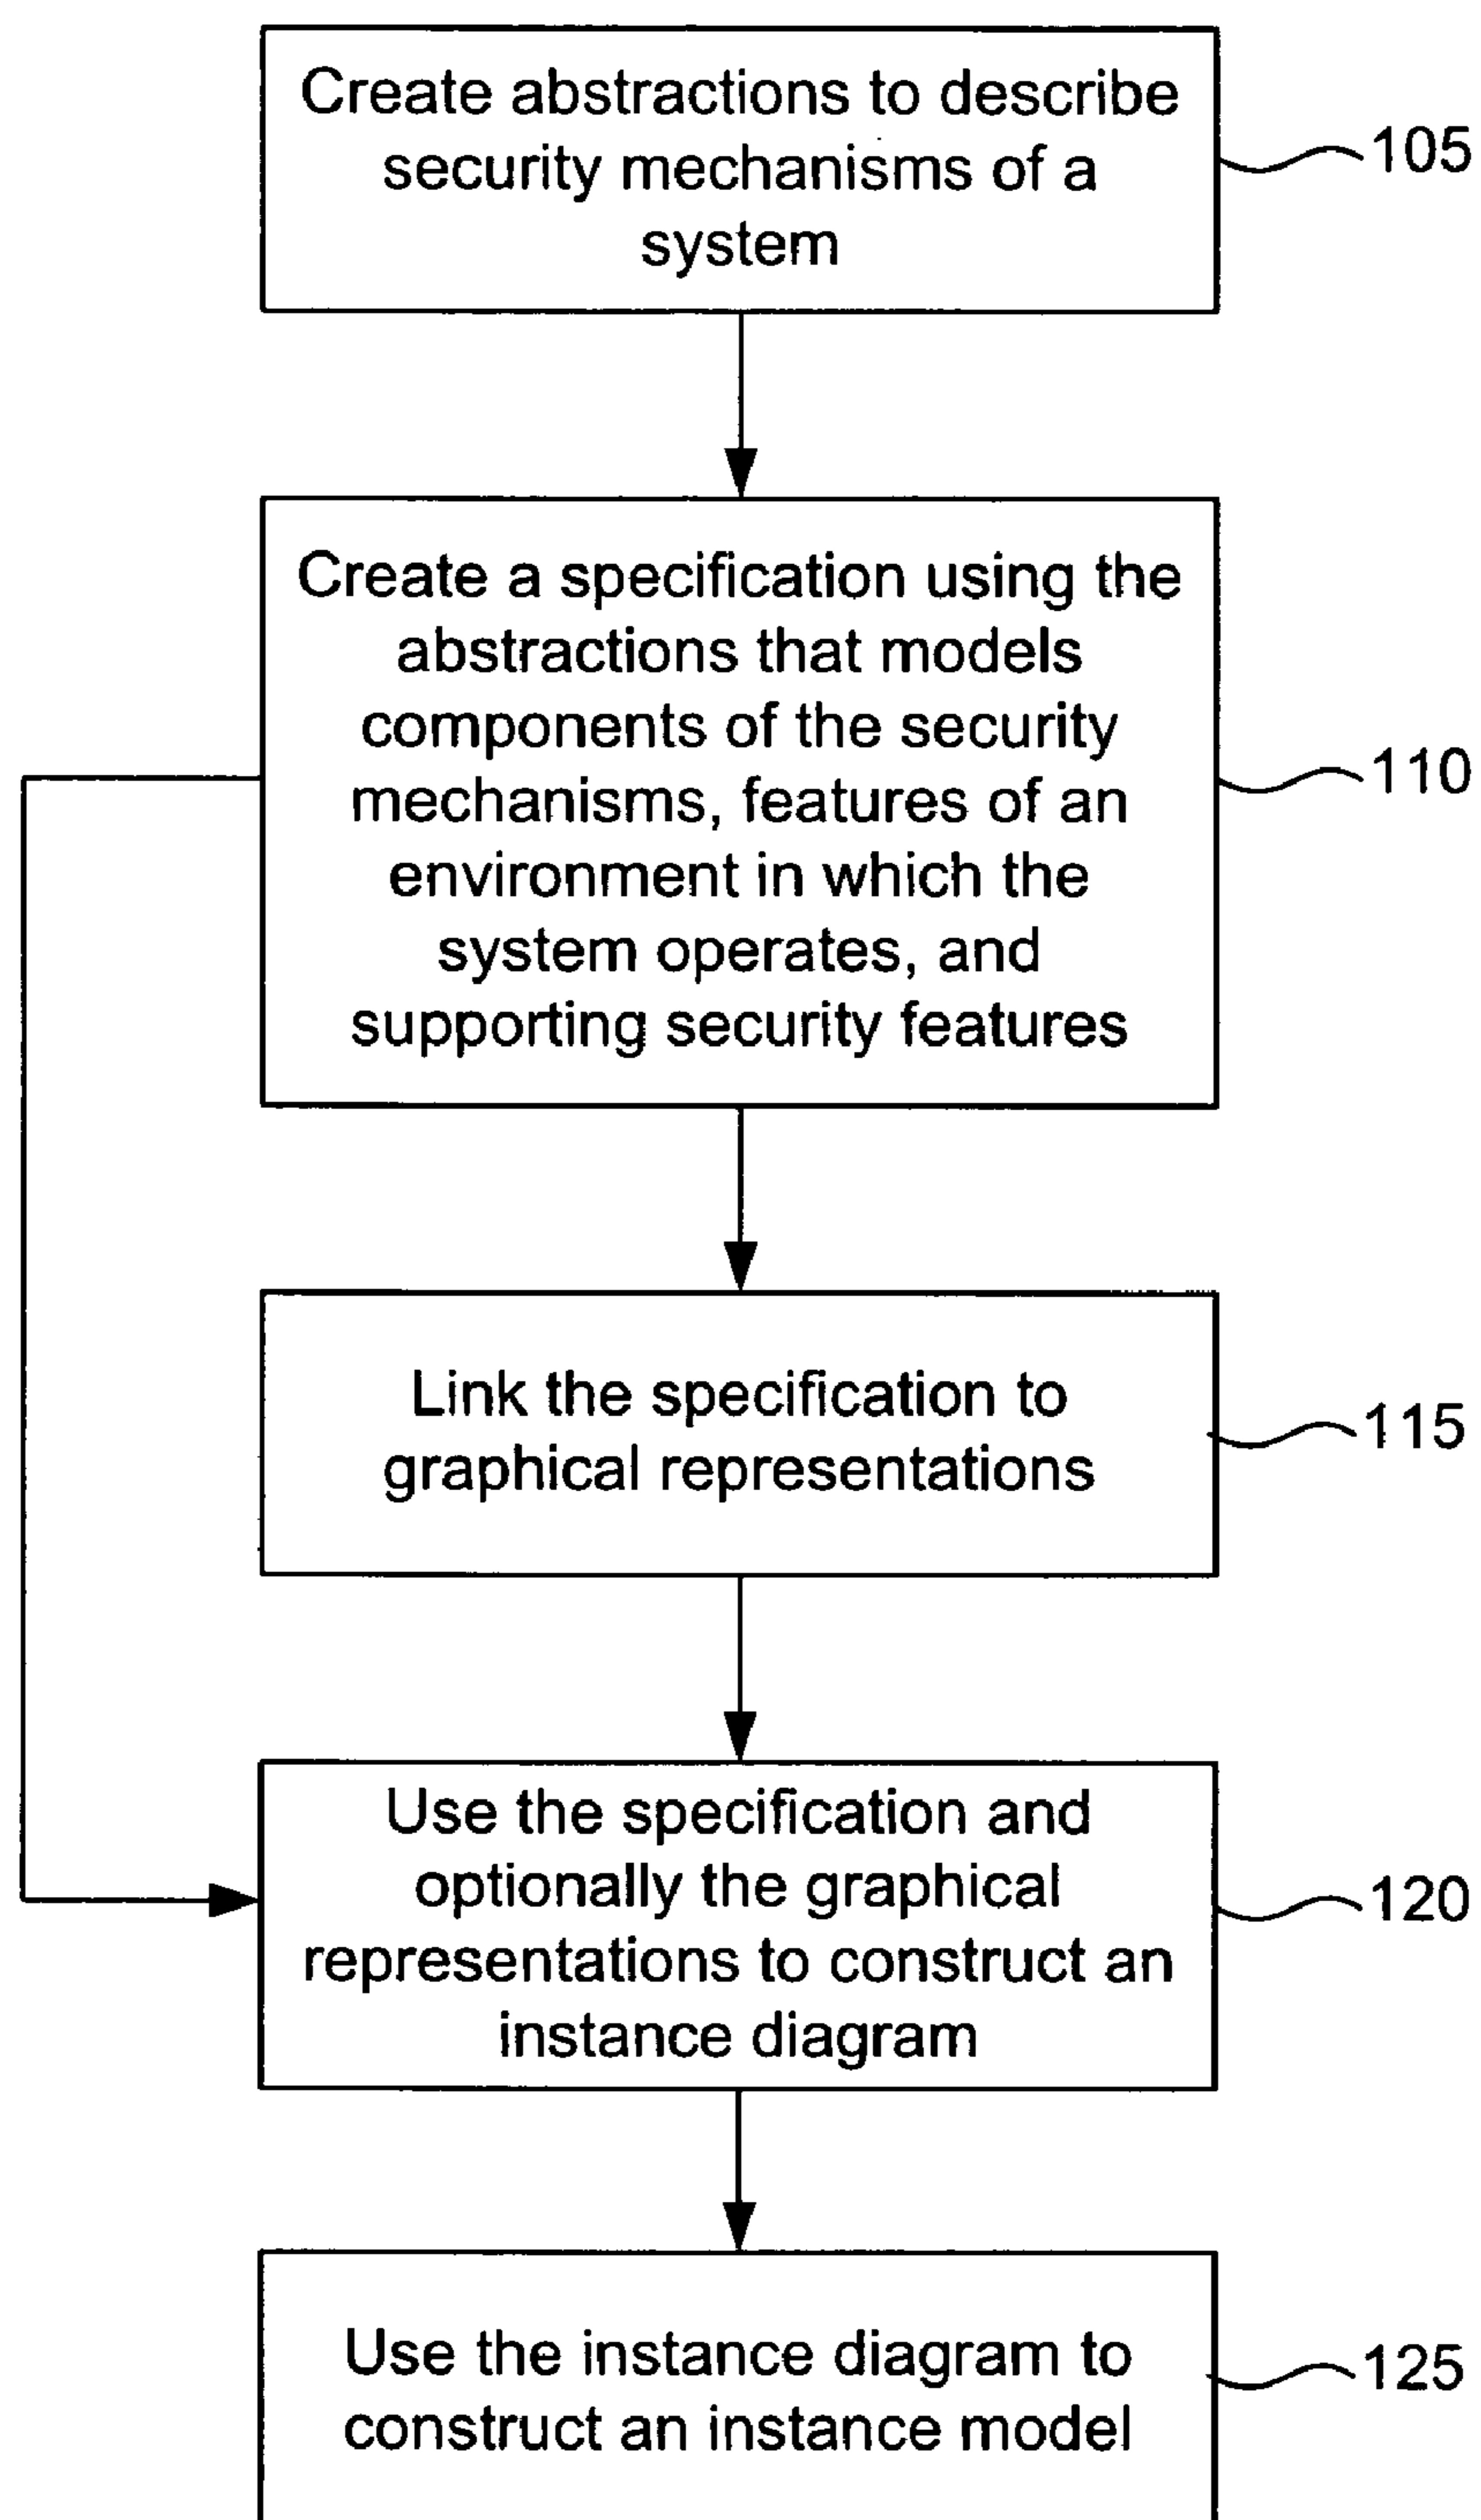 Create abstractions to describe
security mechanisms of a
system
105
Create a specification using the
abstractions that models
components of the security
mechanisms, features of an
environment in which the
system operates, and
supporting security features
110
Link the specification to
graphical representations
115
Use the specification and
optionally the graphical
representations to construct an
instance diagram
120
Use the instance diagram to
construct an instance model
125